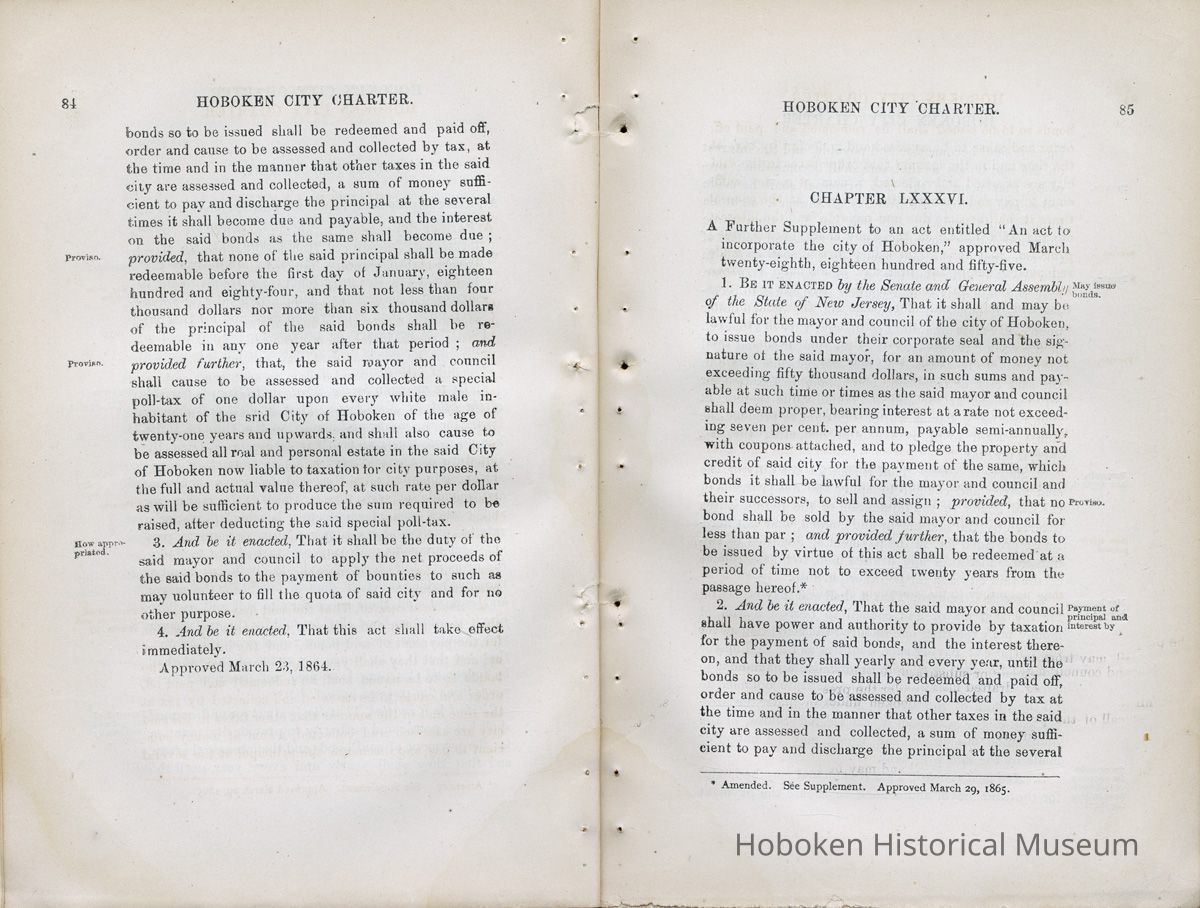 84
HOBOKEN CITY CHARTER.
bonds so to be issued shall be redeemed and paid off,
order and cause to be assessed and collected by tax, at
the time and in the manner that other taxes in the said
city are assessed and collected, a sum of money suffi-
cient to pay and discharge the principal at the several
times it shall become due and payable, and the interest
on the said bonds as the same shall become due ;
Proviso.
provided, that none of the said principal shall be made
redeemable before the first day of January, eighteen
hundred and eighty-four, and that not less than four
thousand dollars nor more than six thousand dollars
of the principal of the said bonds shall be re-
deemable in any one year after that period ; and
Proviso.
provided further, that, the said mayor and council
shall cause to be assessed and collected a special
poll-tax of one dollar upon every white male in-
habitant of the srid City of Hoboken of the age of
twenty-one years and upwards, and shall also cause to
be assessed all roal and personal estate in the said City
of Hoboken now liable to taxation for city purposes, at
the full and actual value thereof, at such rate per dollar
as will be sufficient to produce the sum required to be
raised, after deducting the said special poll-tax.
How appro-
priated.
3. And be it enacted, That it shall be the duty of the
said mayor and council to apply the net proceeds of
the said bonds to the payment of bounties to such as
may uolunteer to fill the quota of said city and for no
other purpose.
4. And be it enacted, That this act shall take effect
immediately.
Approved March 23, 1864.
HOBOKEN CITY CHARTER.
85
CHAPTER LXXXVI.
A Further Supplement to an act entitled "An act to
incorporate the city of Hoboken," approved March
twenty-eighth, eighteen hundred and fifty-five.
1. BE IT ENACTED by the Senate and General Assembly
May issue
bonds.
of the State of New Jersey, That it shall and may be
lawful for the mayor and council of the city of Hoboken,
to issue bonds under their corporate seal and the sig-
nature of the said mayor, for an amount of money not
exceeding fifty thousand dollars, in such sums and pay-
able at such time or times as the said mayor and council
shall deem proper, bearing interest at a rate not exceed-
ing seven per cent. per annum, payable semi-annually,
with coupons attached, and to pledge the property and
credit of said city for the payment of the same, which
bonds it shall be lawful for the mayor and council and
their successors, to sell and assign ; provided, that no
Proviso.
bond shall be sold by the said mayor and council for
less than par ; and provided further, that the bonds to
be issued by virtue of this act shall be redeemed at a
period of time not to exceed twenty years from the
passage hereof.*
2. And be it enacted, That the said mayor and council
Payment of
principal and
interest by
shall have power and authority to provide by taxation
for the payment of said bonds, and the interest there-
on, and that they shall yearly and every year, until the
bonds so to be issued shall be redeemed and paid off,
order and cause to be assessed and collected by tax at
the time and in the manner that other taxes in the said
city are assessed and collected, a sum of money suffi-
cient to pay and discharge the principal at the several
* Amended. See Supplement. Approved March 29, 1865.
Hoboken Historical Museum